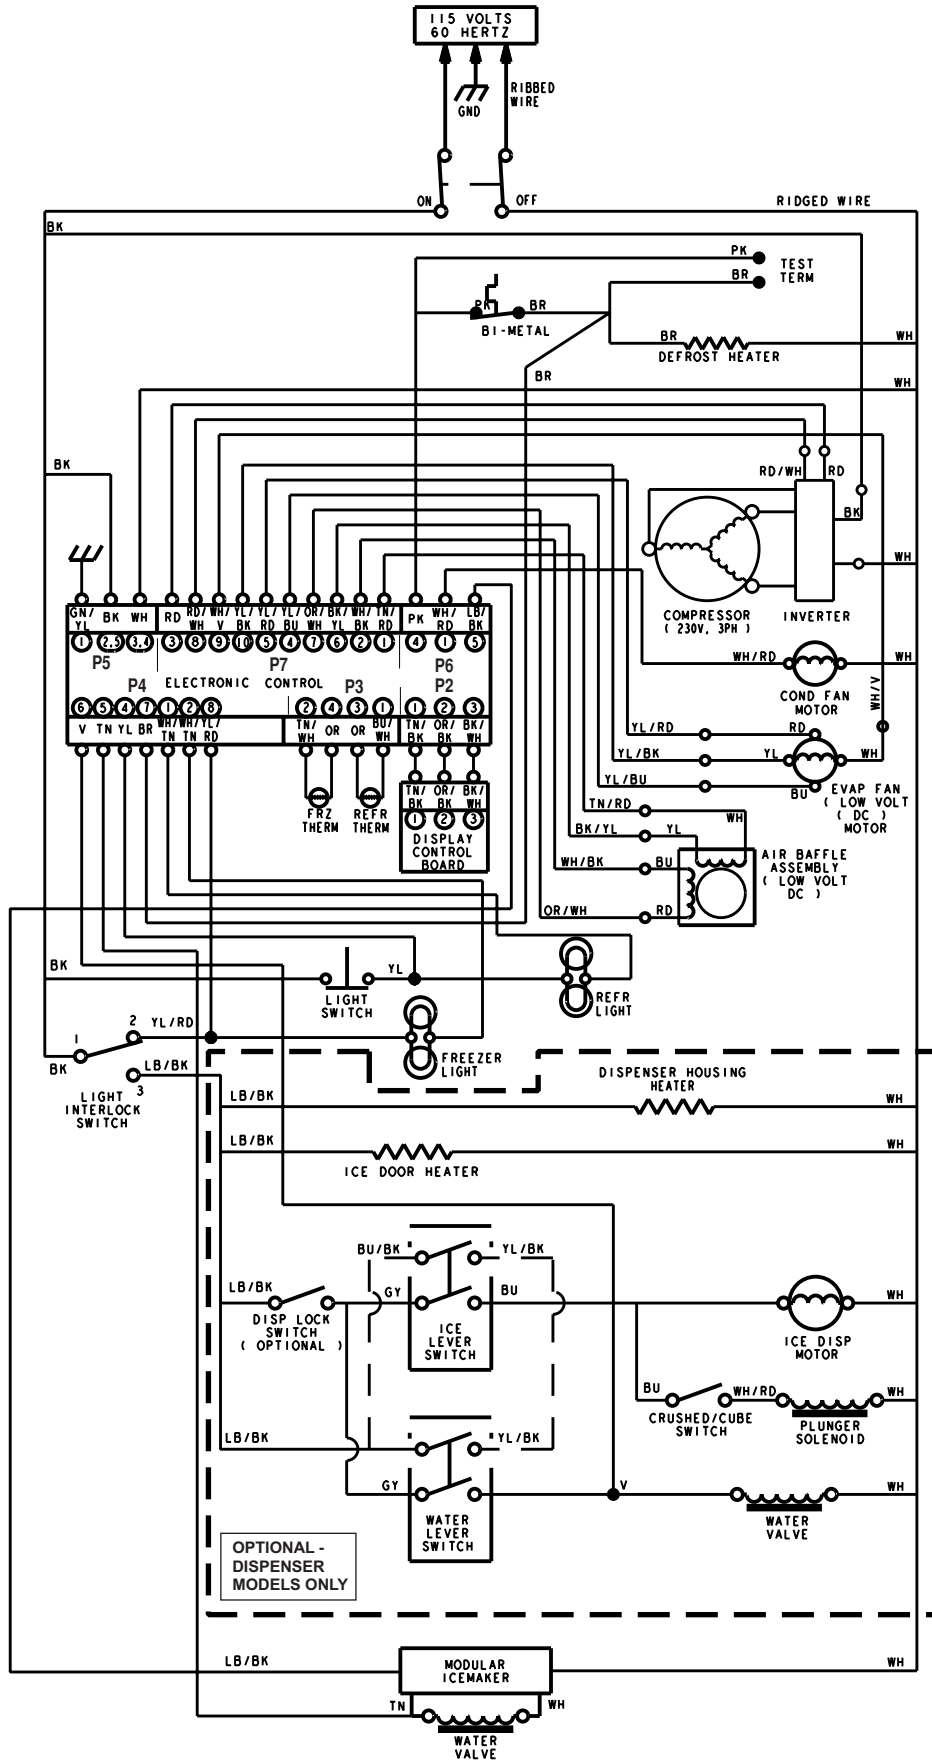 115 VOLTS
60 HERTZ
RIBBED
WIRE
GND
ON
OFF
RIDGED WIRE
BK
PK
BR
TEST
TERM
PK
BR
BI-METAL
BR
WH
DEFROST HEATER
BR
WH
BK
RD/WH
RD
BK
WH
COMPRESSOR
( 230V, 3PH )
INVERTER
GN/
YL
BK
WH
RD
RD/
WH
WH/
V
YL/
BK
YL/
RD
YL/
BU
OR/
WH
BK/
YL
WH/
BK
TN/
RD
PK
WH/
RD
LB/
BK
1 2,5 3,4 3 8 9 10 5 4 7 6 2 1 4 1 5
P5 P7 P6
P4 ELECTRONIC CONTROL P3 P2
6 5 4 7 1 2 8 2 4 3 1 1 2 3
V
TN
YL
BR
WH/
TN
WH/
TN
YL/
RD
TN/
WH
OR
OR
BU/
WH
TN/
BK
OR/
BK
BK/
WH
WH/RD
WH
COND FAN
MOTOR
WH/V
YL/RD
RD
YL/BK
YL
WH
YL/BU
BU
EVAP FAN
( LOW VOLT
( DC )
MOTOR
FRZ
THERM
REFR
THERM
TN/
BK
OR/
BK
BK/
WH
1 2 3
DISPLAY
CONTROL
BOARD
TN/RD
WH
BK/YL
YL
WH/BK
BU
OR/WH
RD
AIR BAFFLE
ASSEMBLY
( LOW VOLT
DC )
BK
YL
LIGHT
SWITCH
REFR
LIGHT
1
2
YL/RD
BK
LB/BK
3
LIGHT
INTERLOCK
SWITCH
FREEZER
LIGHT
DISPENSER HOUSING
HEATER
LB/BK
WH
LB/BK
WH
ICE DOOR HEATER
BU/BK
YL/BK
LB/BK
GY
BU
WH
DISP LOCK
SWITCH
( OPTIONAL )
ICE
LEVER
SWITCH
ICE DISP
MOTOR
BU
WH/RD
WH
CRUSHED/CUBE
SWITCH
PLUNGER
SOLENOID
LB/BK
YL/BK
GY
V
WH
WATER
LEVER
SWITCH
WATER
VALVE
OPTIONAL -
DISPENSER
MODELS ONLY
LB/BK
MODULAR
ICEMAKER
WH
TN
WH
WATER
VALVE